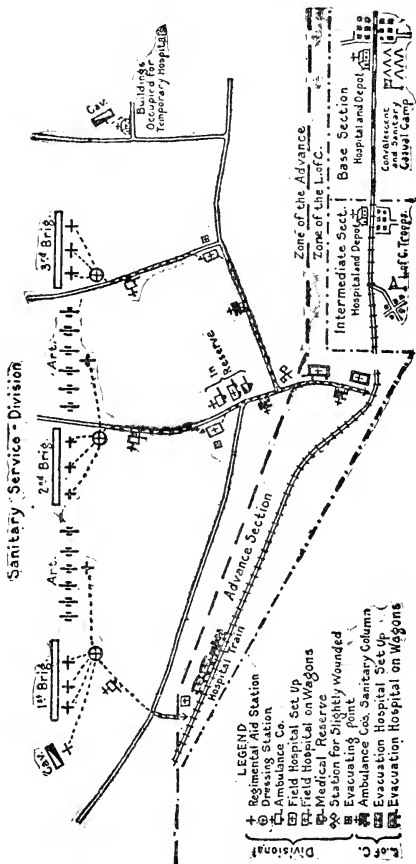 Sanitary Service - Division
Cav.
1st Brig.
Art.
2nd Brig.
Art.
3rd Brig.
Cav.
Buildings
Occupied for
Temporary Hospitals
In
Reserve
Hospital Train
Advance Section
Zone of the Advance
Zone of the L. of C.
Intermediate Sect.
Hospital and Depot
L. of C. Troops
Base Section
Hospital and Depot
Convalescent
and Sanitary
Casual Camp
LEGEND
Divisional
Regimental Aid Station
Dressing Station
Ambulance Co.
Field Hospital Set Up
Field Hospital on Wagons
Medical Reserve
Station for Slightly Wounded
Evacuating Point
L. of C.
Ambulance Cos. Sanitary Column
Evacuation Hospital Set Up
Evacuation Hospital on Wagons